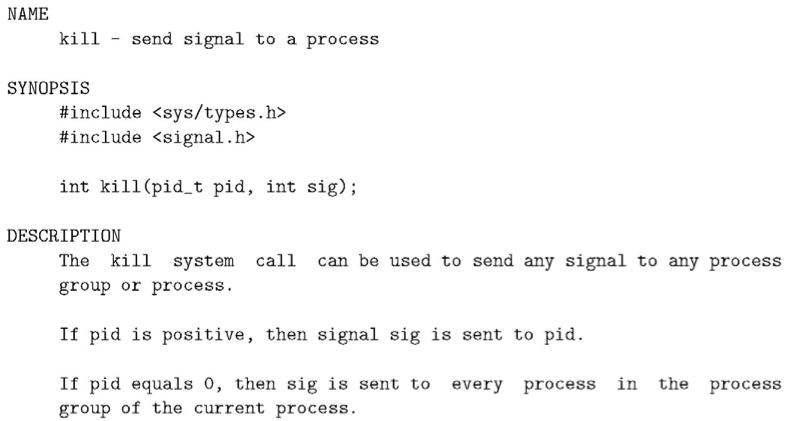 NAME
kill - send signal to a process
SYNOPSIS
#include <sys/types.h>
#include <signal.h>
int kill(pid_t pid, int sig);
DESCRIPTION
The kill system call can be used to send any signal to any process
group or process.
If pid is positive, then signal sig is sent to pid.
If pid equals 0, then sig is sent to every process in the process
group of the current process.